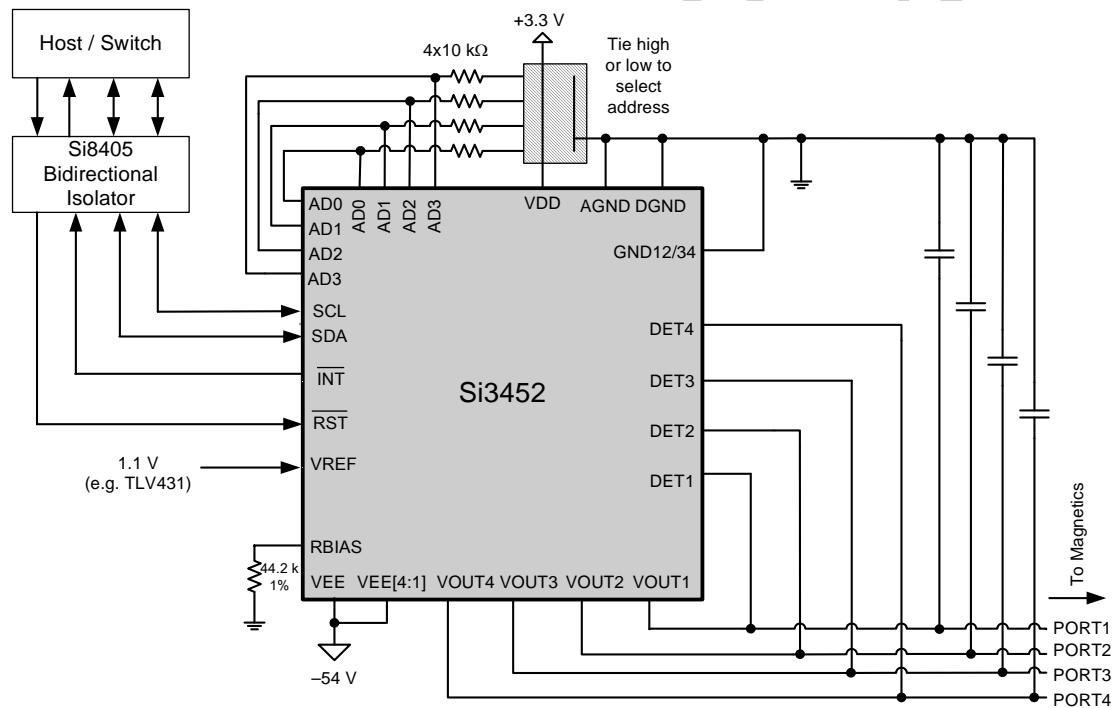 Host / Switch
Si8405
Bidirectional
Isolator
+3.3 V
4x10 kΩ
Tie high
or low to
select
address
AD0
AD1
AD2
AD3
AD0
AD1
AD2
AD3
VDD
AGND DGND
GND12/34
SCL
SDA
INT
RST
VREF
1.1 V
(e.g. TLV431)
RBIAS
44.2 k
1%
Si3452
DET4
DET3
DET2
DET1
VEE
VEE[4:1]
VOUT4
VOUT3
VOUT2
VOUT1
–54 V
To Magnetics
PORT1
PORT2
PORT3
PORT4